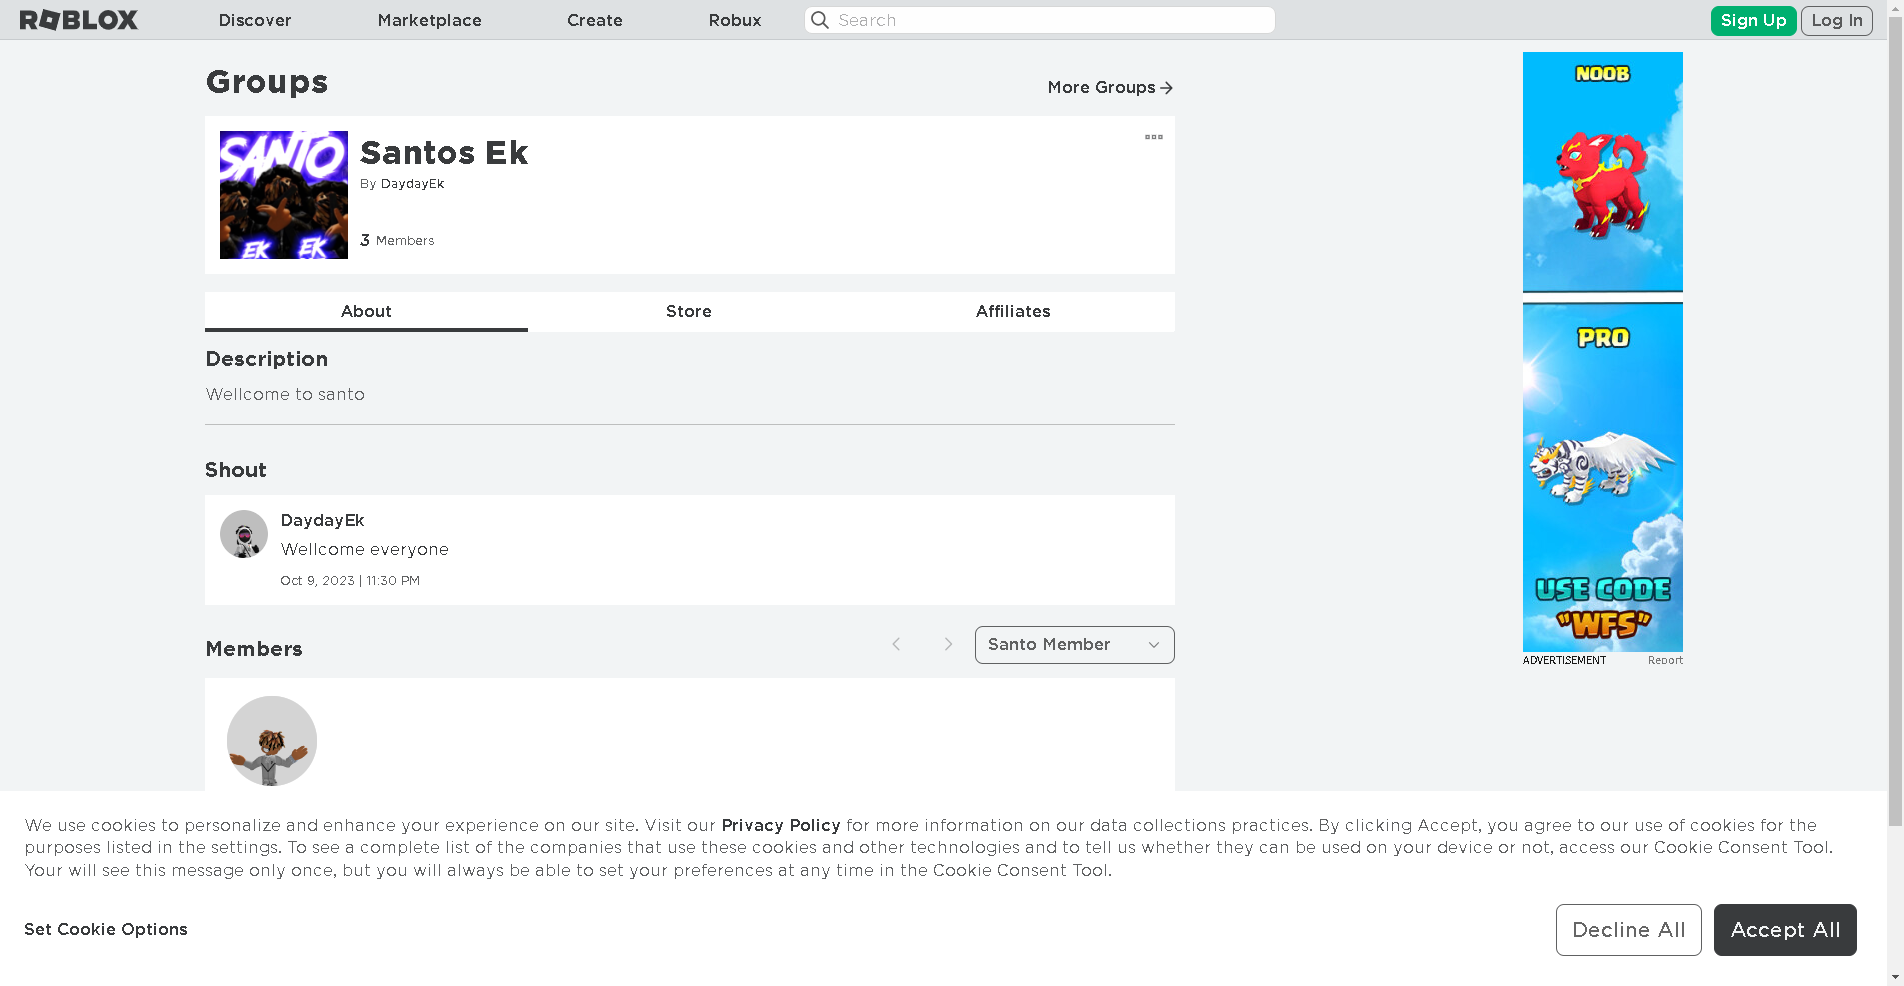 ROBLOX
Discover
Marketplace
Create
Robux
Search
Sign Up
Log In
Groups
More Groups
SANTO
EK EK
Santos Ek
By DaydayEk
3 Members
About
Store
Affiliates
Description
Wellcome to santo
Shout
DaydayEk
Wellcome everyone
Oct 9, 2023 | 11:30 PM
Members
Santo Member
NOOB
PRO
USE CODE
"WFS"
ADVERTISEMENT
Report
We use cookies to personalize and enhance your experience on our site. Visit our Privacy Policy for more information on our data collections practices. By clicking Accept, you agree to our use of cookies for the
purposes listed in the settings. To see a complete list of the companies that use these cookies and other technologies and to tell us whether they can be used on your device or not, access our Cookie Consent Tool.
Your will see this message only once, but you will always be able to set your preferences at any time in the Cookie Consent Tool.
Set Cookie Options
Decline All
Accept All